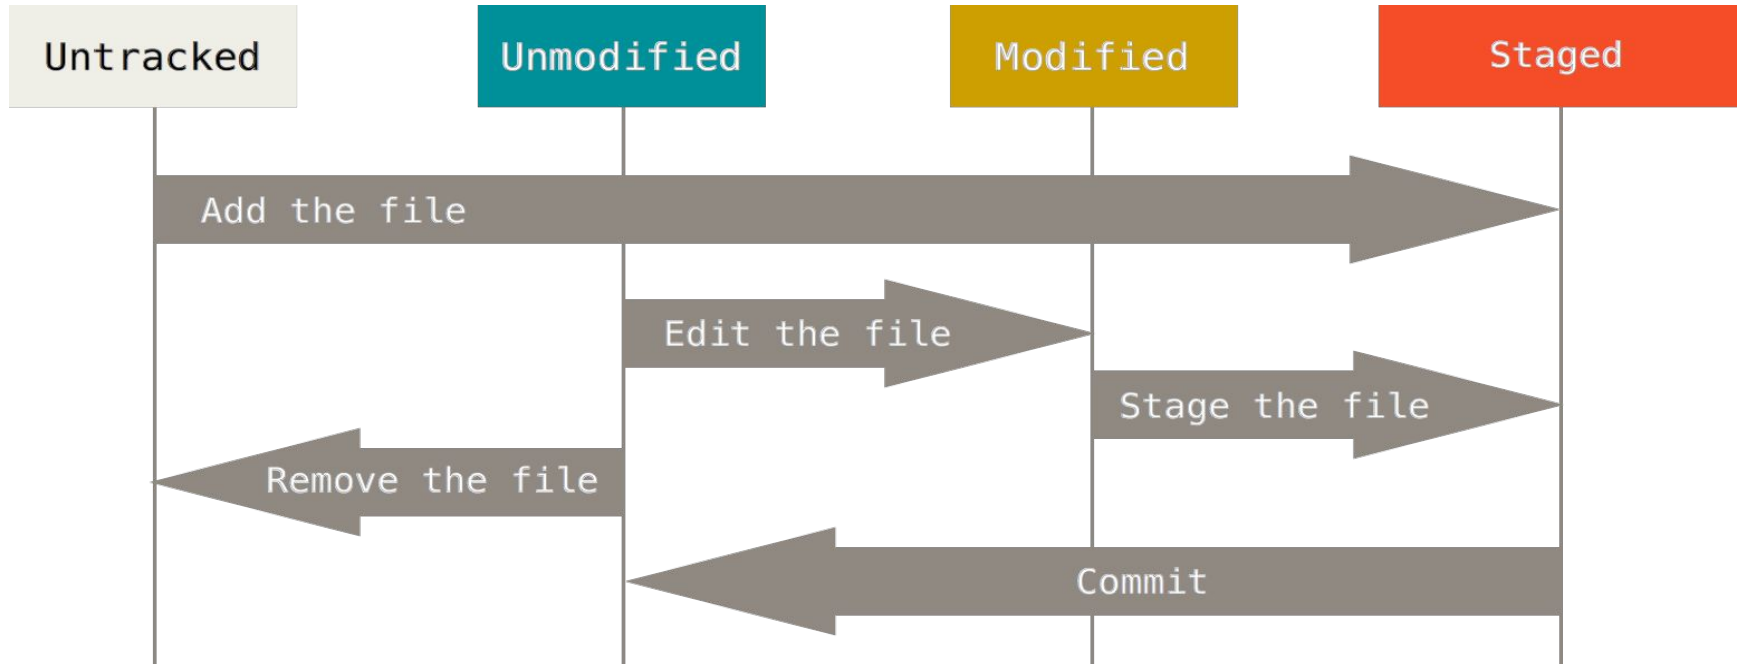 Untracked
Unmodified
Modified
Staged
Add the file
Edit the file
Stage the file
Remove the file
Commit